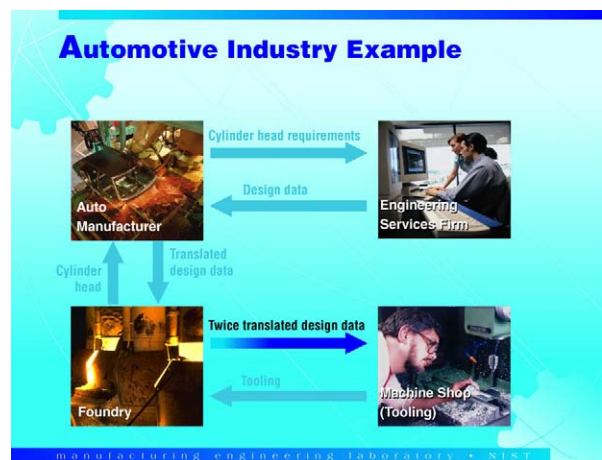 Automotive Industry Example
Cylinder head requirements
Design data
Auto
Manufacturer
Engineering
Services Firm
Cylinder
head
Translated
design data
Twice translated design data
Tooling
Foundry
Machine Shop
(Tooling)
manufacturing engineering laboratory • NIST